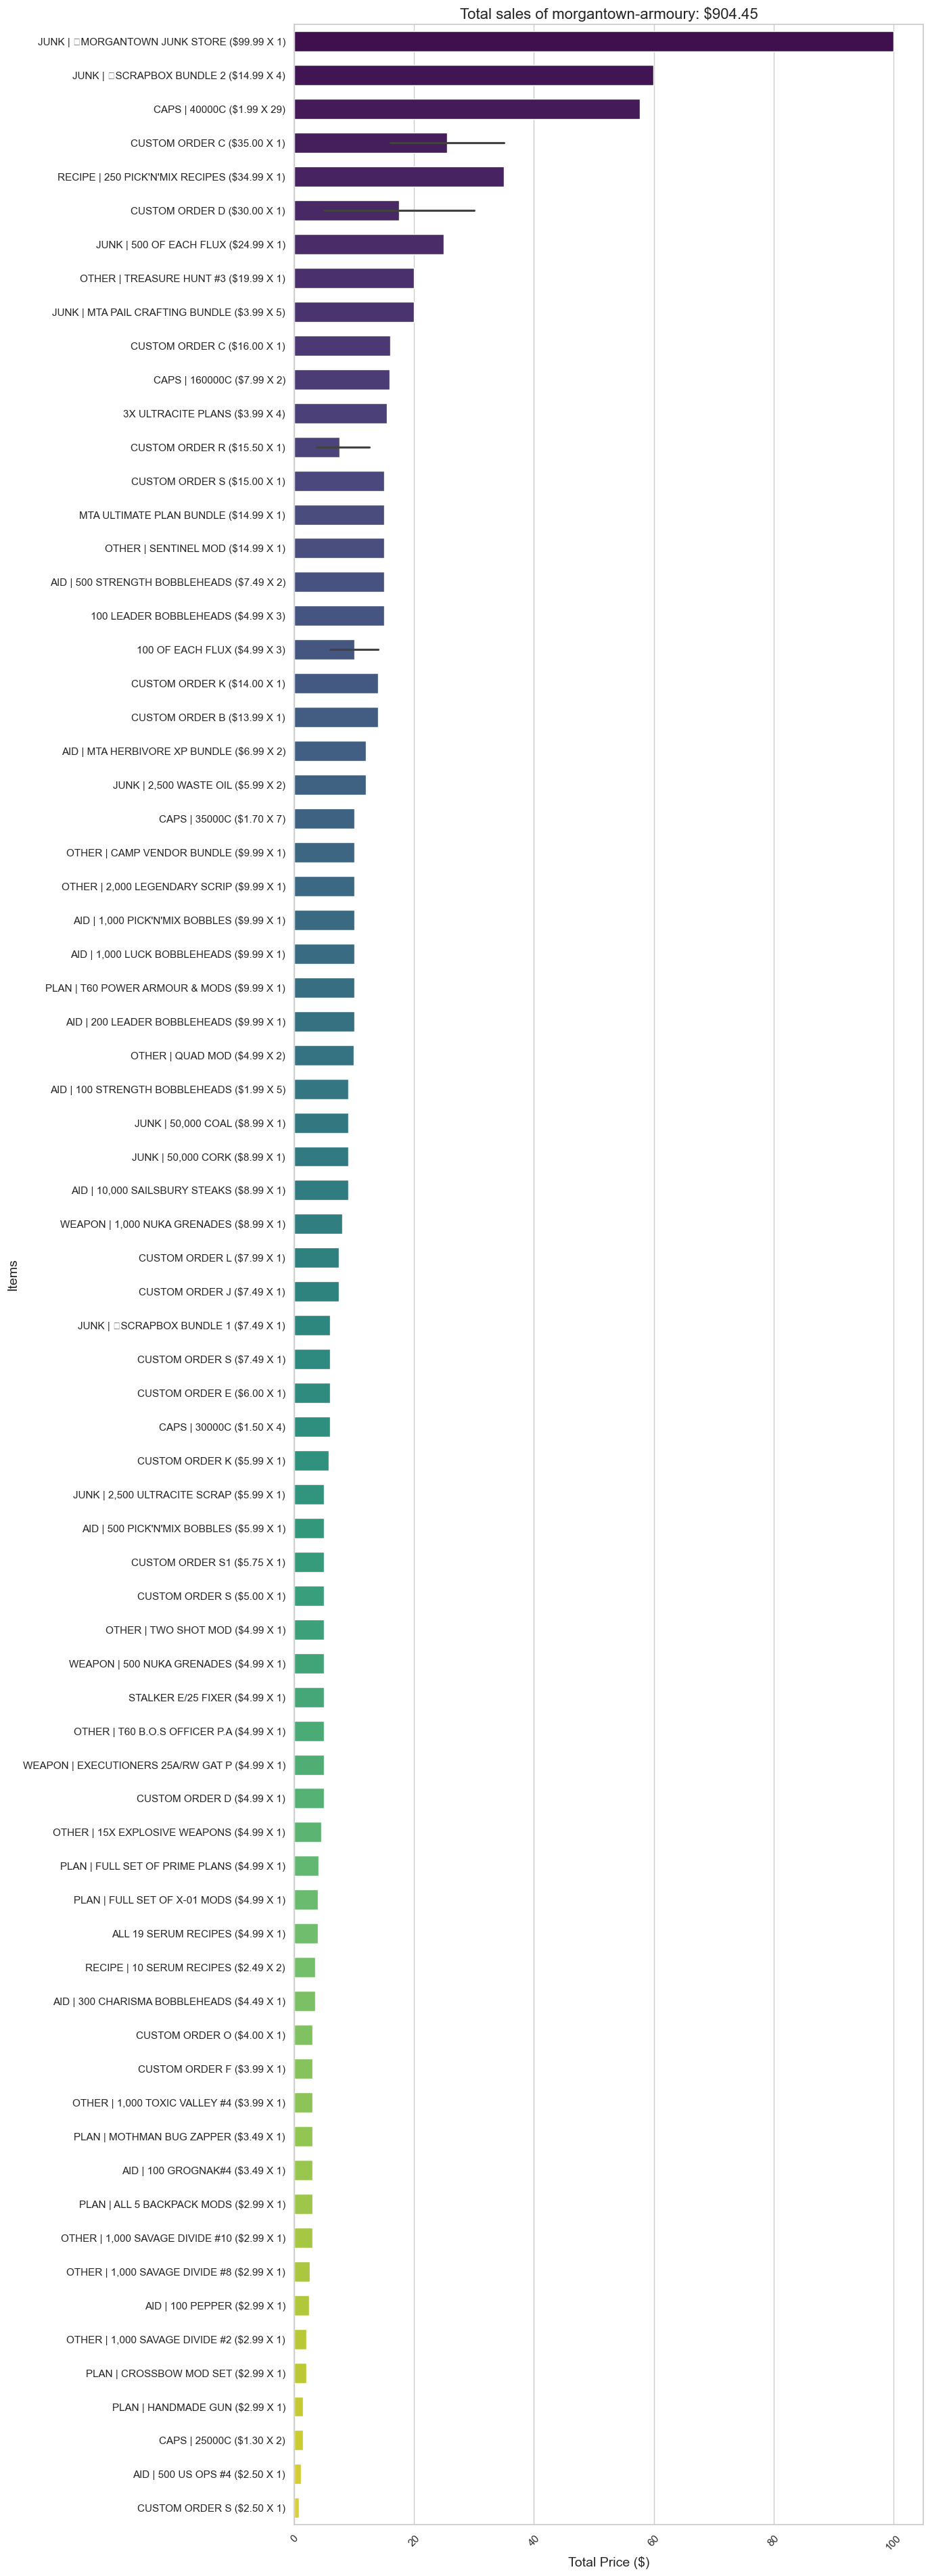 Total sales of morgantown-armoury: $904.45
JUNK | MORGANTOWN JUNK STORE ($99.99 X 1)
JUNK | SCRAPBOX BUNDLE 2 ($14.99 X 4)
CAPS | 40000C ($1.99 X 29)
CUSTOM ORDER C ($35.00 X 1)
RECIPE | 250 PICK'N'MIX RECIPES ($34.99 X 1)
CUSTOM ORDER D ($30.00 X 1)
JUNK | 500 OF EACH FLUX ($24.99 X 1)
OTHER | TREASURE HUNT #3 ($19.99 X 1)
JUNK | MTA PAIL CRAFTING BUNDLE ($3.99 X 5)
CUSTOM ORDER C ($16.00 X 1)
CAPS | 160000C ($7.99 X 2)
3X ULTRACITE PLANS ($3.99 X 4)
CUSTOM ORDER R ($15.50 X 1)
CUSTOM ORDER S ($15.00 X 1)
MTA ULTIMATE PLAN BUNDLE ($14.99 X 1)
OTHER | SENTINEL MOD ($14.99 X 1)
AID | 500 STRENGTH BOBBLEHEADS ($7.49 X 2)
100 LEADER BOBBLEHEADS ($4.99 X 3)
100 OF EACH FLUX ($4.99 X 3)
CUSTOM ORDER K ($14.00 X 1)
CUSTOM ORDER B ($13.99 X 1)
AID | MTA HERBIVORE XP BUNDLE ($6.99 X 2)
JUNK | 2,500 WASTE OIL ($5.99 X 2)
CAPS | 35000C ($1.70 X 7)
OTHER | CAMP VENDOR BUNDLE ($9.99 X 1)
OTHER | 2,000 LEGENDARY SCRIP ($9.99 X 1)
AID | 1,000 PICK'N'MIX BOBBLES ($9.99 X 1)
AID | 1,000 LUCK BOBBLEHEADS ($9.99 X 1)
PLAN | T60 POWER ARMOUR & MODS ($9.99 X 1)
AID | 200 LEADER BOBBLEHEADS ($9.99 X 1)
OTHER | QUAD MOD ($4.99 X 2)
AID | 100 STRENGTH BOBBLEHEADS ($1.99 X 5)
JUNK | 50,000 COAL ($8.99 X 1)
JUNK | 50,000 CORK ($8.99 X 1)
AID | 10,000 SAILSBURY STEAKS ($8.99 X 1)
WEAPON | 1,000 NUKA GRENADES ($8.99 X 1)
CUSTOM ORDER L ($7.99 X 1)
CUSTOM ORDER J ($7.49 X 1)
JUNK | SCRAPBOX BUNDLE 1 ($7.49 X 1)
CUSTOM ORDER S ($7.49 X 1)
CUSTOM ORDER E ($6.00 X 1)
CAPS | 30000C ($1.50 X 4)
CUSTOM ORDER K ($5.99 X 1)
JUNK | 2,500 ULTRACITE SCRAP ($5.99 X 1)
AID | 500 PICK'N'MIX BOBBLES ($5.99 X 1)
CUSTOM ORDER S1 ($5.75 X 1)
CUSTOM ORDER S ($5.00 X 1)
OTHER | TWO SHOT MOD ($4.99 X 1)
WEAPON | 500 NUKA GRENADES ($4.99 X 1)
STALKER E/25 FIXER ($4.99 X 1)
OTHER | T60 B.O.S OFFICER P.A ($4.99 X 1)
WEAPON | EXECUTIONERS 25A/RW GAT P ($4.99 X 1)
CUSTOM ORDER D ($4.99 X 1)
OTHER | 15X EXPLOSIVE WEAPONS ($4.99 X 1)
PLAN | FULL SET OF PRIME PLANS ($4.99 X 1)
PLAN | FULL SET OF X-01 MODS ($4.99 X 1)
ALL 19 SERUM RECIPES ($4.99 X 1)
RECIPE | 10 SERUM RECIPES ($2.49 X 2)
AID | 300 CHARISMA BOBBLEHEADS ($4.49 X 1)
CUSTOM ORDER O ($4.00 X 1)
CUSTOM ORDER F ($3.99 X 1)
OTHER | 1,000 TOXIC VALLEY #4 ($3.99 X 1)
PLAN | MOTHMAN BUG ZAPPER ($3.49 X 1)
AID | 100 GROGNAK#4 ($3.49 X 1)
PLAN | ALL 5 BACKPACK MODS ($2.99 X 1)
OTHER | 1,000 SAVAGE DIVIDE #10 ($2.99 X 1)
OTHER | 1,000 SAVAGE DIVIDE #8 ($2.99 X 1)
AID | 100 PEPPER ($2.99 X 1)
OTHER | 1,000 SAVAGE DIVIDE #2 ($2.99 X 1)
PLAN | CROSSBOW MOD SET ($2.99 X 1)
PLAN | HANDMADE GUN ($2.99 X 1)
CAPS | 25000C ($1.30 X 2)
AID | 500 US OPS #4 ($2.50 X 1)
CUSTOM ORDER S ($2.50 X 1)
Items
0 20 40 60 80 100
Total Price ($)